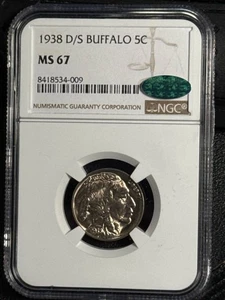 1938 D/S BUFFALO 5C
MS 67
8418534-009
NUMISMATIC GUARANTY CORPORATION
NGC